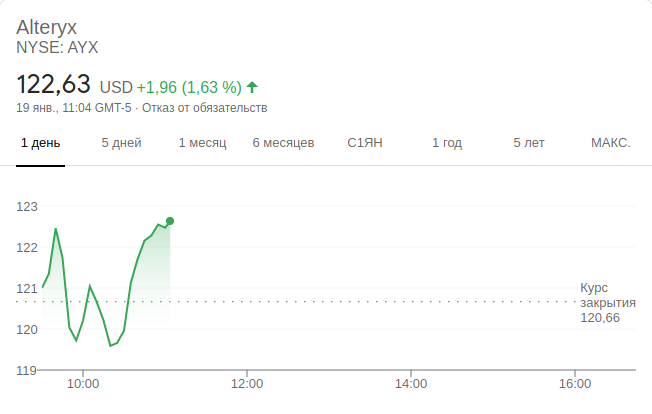 Alteryx
NYSE: AYX
122,63 USD +1,96 (1,63 %)
19 янв., 11:04 GMT-5 · Отказ от обязательств
1 день 5 дней 1 месяц 6 месяцев С1ЯН 1 год 5 лет МАКС.
123
122
121
120
119
Курс
закрытия
120,66
10:00 12:00 14:00 16:00